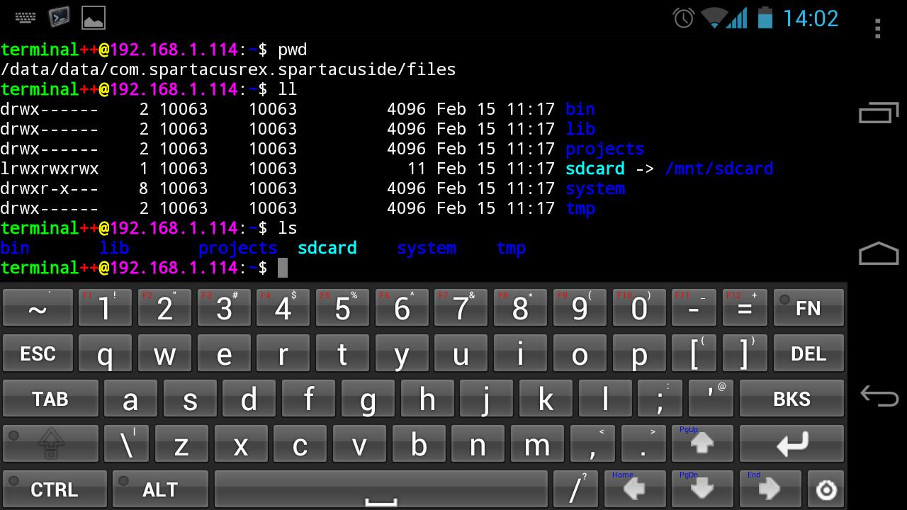 14:02
terminal++@192.168.1.114:~$ pwd
/data/data/com.spartacusrex.spartacuside/files
terminal++@192.168.1.114:~$ ll
drwx------ 2 10063 10063 4096 Feb 15 11:17 bin
drwx------ 2 10063 10063 4096 Feb 15 11:17 lib
drwx------ 2 10063 10063 4096 Feb 15 11:17 projects
lrwxrwxrwx 1 10063 10063 11 Feb 15 11:17 sdcard -> /mnt/sdcard
drwxr-x--- 8 10063 10063 4096 Feb 15 11:17 system
drwx------ 2 10063 10063 4096 Feb 15 11:17 tmp
terminal++@192.168.1.114:~$ ls
bin lib projects sdcard system tmp
terminal++@192.168.1.114:~$
~ ` F1 1 ! F2 2 " F3 3 # F4 4 $ F5 5 % F6 6 ^ F7 7 & F8 8 * F9 9 ( F10 0 ) F11 - _ F12 = + FN
ESC q w e r t y u i o p [ { ] } DEL
TAB a s d f g h j k l ; : ' @ BKS
\ | z x c v b n m , < . > PgUp
CTRL ALT / ? Home PgDn End